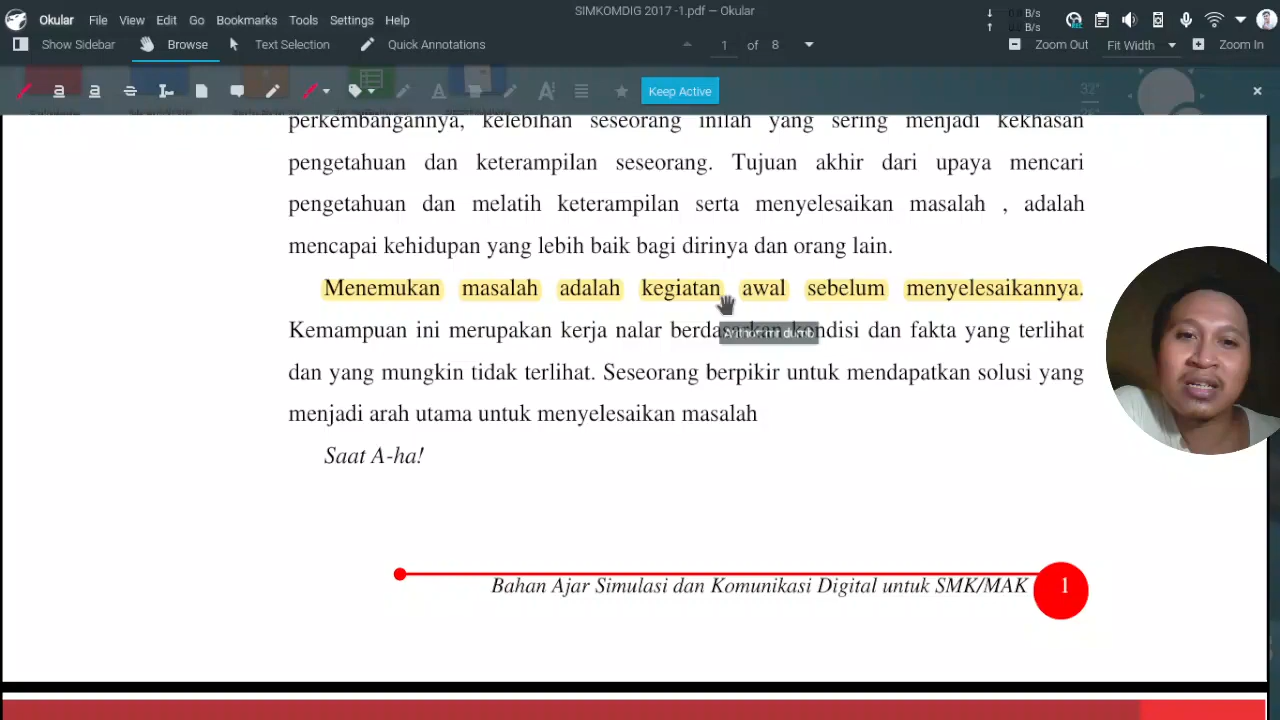 SIMKOMDIG 2017 -1.pdf — Okular
Okular File View Edit Go Bookmarks Tools Settings Help
B/s
B/s
Show Sidebar Browse Text Selection Quick Annotations 1 of 8 Zoom Out Fit Width Zoom In
Keep Active
32°
perkembangannya, kelebihan seseorang inilah yang sering menjadi kekhasan
pengetahuan dan keterampilan seseorang. Tujuan akhir dari upaya mencari
pengetahuan dan melatih keterampilan serta menyelesaikan masalah , adalah
mencapai kehidupan yang lebih baik bagi dirinya dan orang lain.
Menemukan masalah adalah kegiatan awal sebelum menyelesaikannya.
Kemampuan ini merupakan kerja nalar berdasarkan kondisi dan fakta yang terlihat
dan yang mungkin tidak terlihat. Seseorang berpikir untuk mendapatkan solusi yang
menjadi arah utama untuk menyelesaikan masalah
Saat A-ha!
Bahan Ajar Simulasi dan Komunikasi Digital untuk SMK/MAK 1